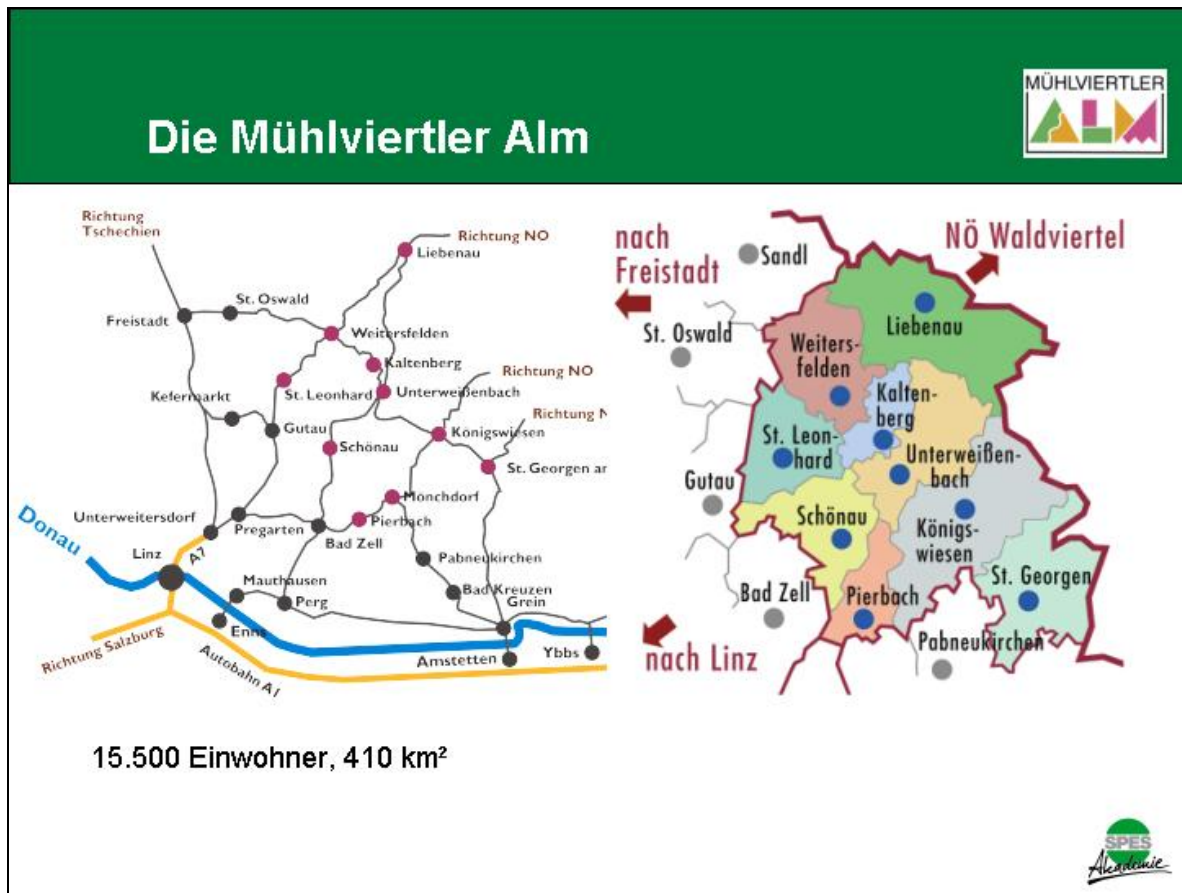 Die Mühlviertler Alm
MÜHLVIERTLER
ALM
Richtung
Tschechien
Richtung NO
Liebenau
St. Oswald
Freistadt
Weitersfelden
Kaltenberg
Richtung NO
Kefermarkt
St. Leonhard
Unterweißenbach
Richtung N
Gutau
Schönau
Königswiesen
St. Georgen am
Monchdorf
Unterweitersdorf
Pregarten
Pierbach
Bad Zell
Donau
Linz
A7
Pabneukirchen
Mauthausen
Bad Kreuzen
Perg
Grein
Enns
Richtung Salzburg
Autobahn A1
Amstetten
Ybbs
nach
Freistadt
Sandl
NÖ Waldviertel
St. Oswald
Liebenau
Weiters-
felden
Kalten-
berg
St. Leon-
hard
Unterweißen-
bach
Gutau
Schönau
Königs-
wiesen
Bad Zell
Pierbach
St. Georgen
nach Linz
Pabneukirchen
15.500 Einwohner, 410 km²
SPES
Akademie